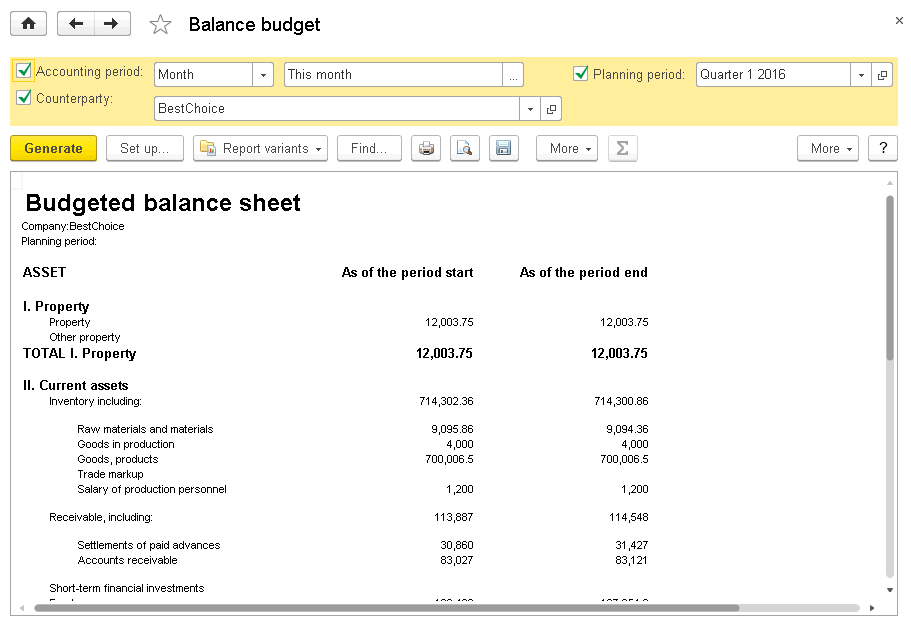 Balance budget
Accounting period: Month This month ... Planning period: Quarter 1 2016
Counterparty: BestChoice
Generate Set up... Report variants Find... More Σ More ?
Budgeted balance sheet
Company:BestChoice
Planning period:
ASSET As of the period start As of the period end
I. Property
Property 12,003.75 12,003.75
Other property
TOTAL I. Property 12,003.75 12,003.75
II. Current assets
Inventory including: 714,302.36 714,300.86
Raw materials and materials 9,095.86 9,094.36
Goods in production 4,000 4,000
Goods, products 700,006.5 700,006.5
Trade markup
Salary of production personnel 1,200 1,200
Receivable, including: 113,887 114,548
Settlements of paid advances 30,860 31,427
Accounts receivable 83,027 83,121
Short-term financial investments